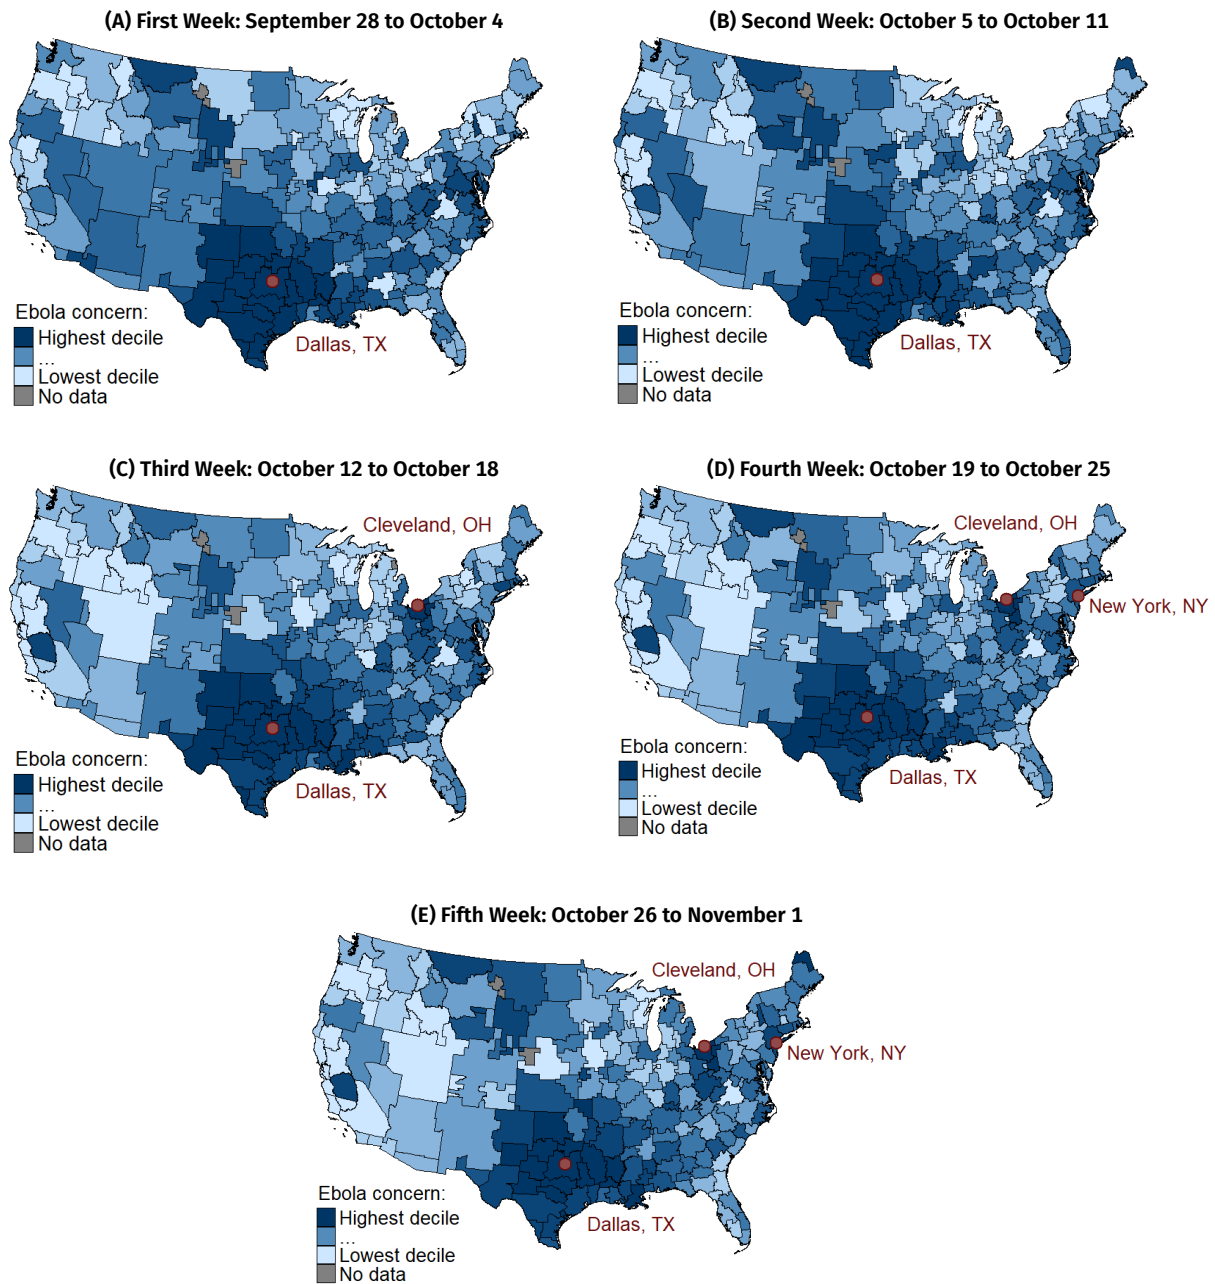 (A) First Week: September 28 to October 4
Ebola concern:
Highest decile
...
Lowest decile
No data
Dallas, TX
(B) Second Week: October 5 to October 11
Ebola concern:
Highest decile
...
Lowest decile
No data
Dallas, TX
(C) Third Week: October 12 to October 18
Cleveland, OH
Ebola concern:
Highest decile
...
Lowest decile
No data
Dallas, TX
(D) Fourth Week: October 19 to October 25
Cleveland, OH
New York, NY
Ebola concern:
Highest decile
...
Lowest decile
No data
Dallas, TX
(E) Fifth Week: October 26 to November 1
Cleveland, OH
New York, NY
Ebola concern:
Highest decile
...
Lowest decile
No data
Dallas, TX